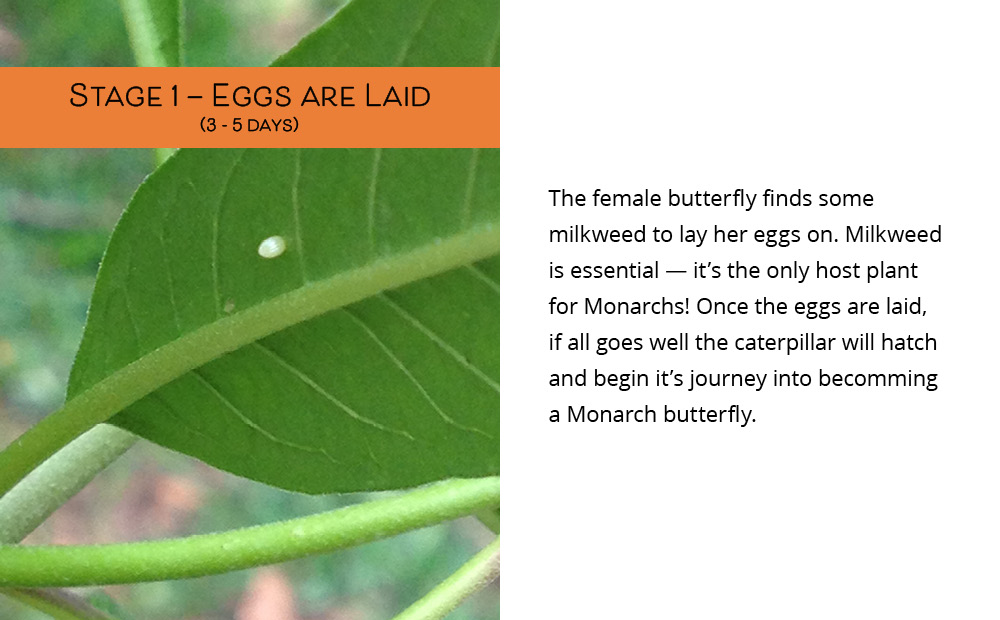 Stage 1 – Eggs are Laid
(3 - 5 days)
The female butterfly finds some
milkweed to lay her eggs on. Milkweed
is essential — it’s the only host plant
for Monarchs! Once the eggs are laid,
if all goes well the caterpillar will hatch
and begin it’s journey into becomming
a Monarch butterfly.